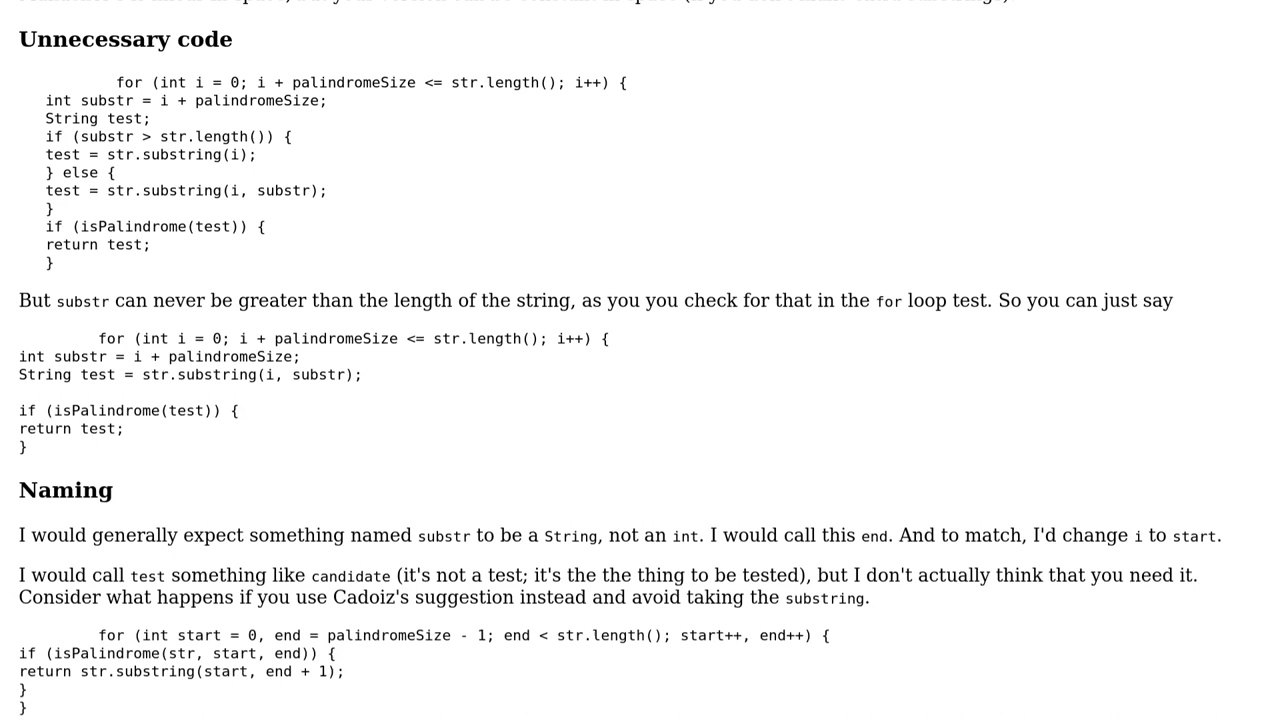 Unnecessary code
for (int i = 0; i + palindromeSize <= str.length(); i++) {
int substr = i + palindromeSize;
String test;
if (substr > str.length()) {
test = str.substring(i);
} else {
test = str.substring(i, substr);
}
if (isPalindrome(test)) {
return test;
}
But substr can never be greater than the length of the string, as you you check for that in the for loop test. So you can just say
for (int i = 0; i + palindromeSize <= str.length(); i++) {
int substr = i + palindromeSize;
String test = str.substring(i, substr);
if (isPalindrome(test)) {
return test;
}
Naming
I would generally expect something named substr to be a String, not an int. I would call this end. And to match, I'd change i to start.
I would call test something like candidate (it's not a test; it's the the thing to be tested), but I don't actually think that you need it.
Consider what happens if you use Cadoiz's suggestion instead and avoid taking the substring.
for (int start = 0, end = palindromeSize - 1; end < str.length(); start++, end++) {
if (isPalindrome(str, start, end)) {
return str.substring(start, end + 1);
}
}